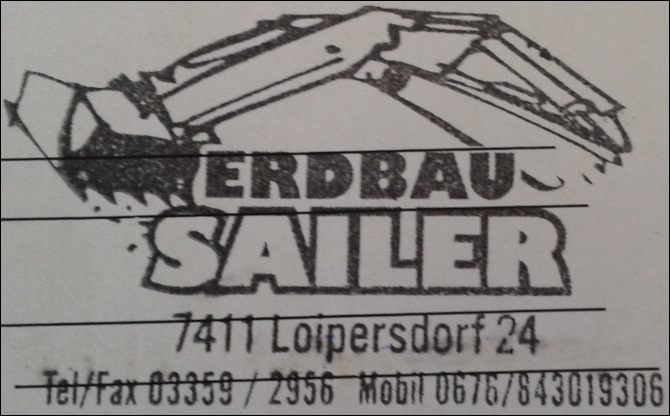 ERDBAU
SAILER
7411 Loipersdorf 24
Tel/Fax 03359 / 2956 Mobil 0676/843019306